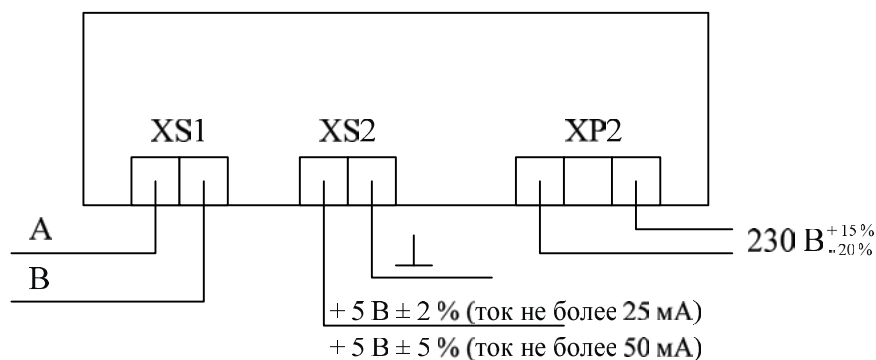 XS1 XS2 XP2
A
B
230 В +15 % -20 %
+ 5 В ± 2 % (ток не более 25 мА)
+ 5 В ± 5 % (ток не более 50 мА)